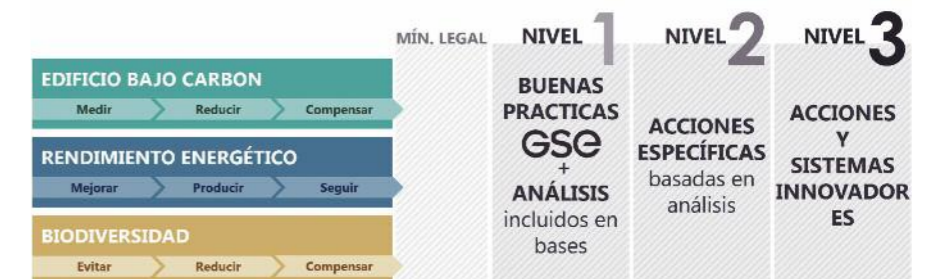 MÍN. LEGAL NIVEL 1 NIVEL 2 NIVEL 3
EDIFICIO BAJO CARBON
Medir Reducir Compensar
RENDIMIENTO ENERGÉTICO
Mejorar Producir Seguir
BIODIVERSIDAD
Evitar Reducir Compensar
BUENAS
PRACTICAS
GSE
+
ANÁLISIS
incluidos en
bases
ACCIONES
ESPECÍFICAS
basadas en
análisis
ACCIONES
Y
SISTEMAS
INNOVADOR
ES